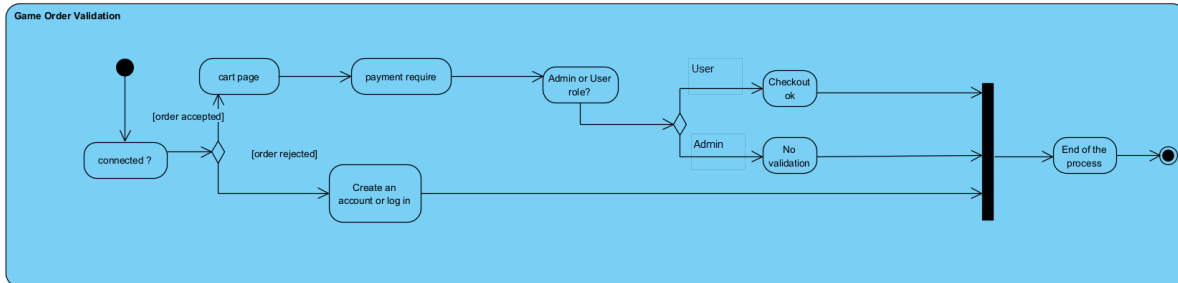 Game Order Validation
cart page
payment require
Admin or User
role?
User
Checkout
ok
[order accepted]
connected ?
[order rejected]
Admin
No
validation
End of the
process
Create an
account or log in